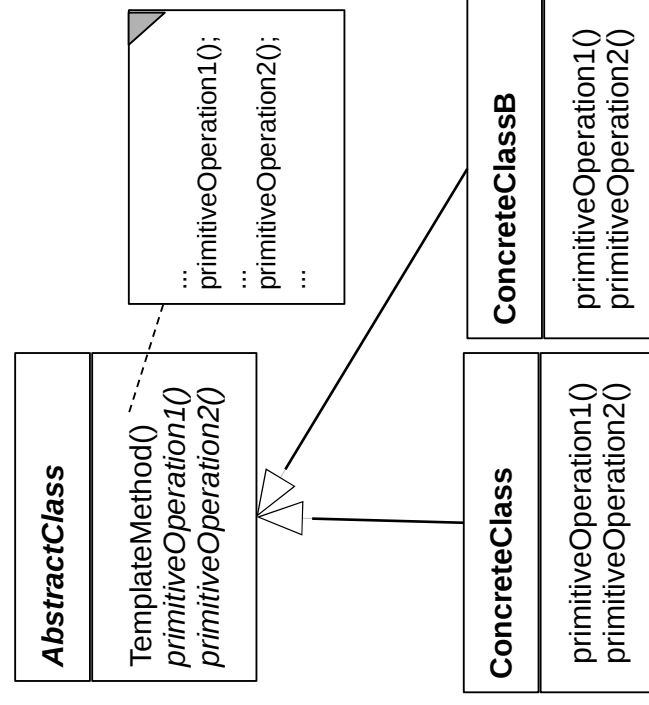 AbstractClass
TemplateMethod()
primitiveOperation1()
primitiveOperation2()
...
primitiveOperation1();
...
primitiveOperation2();
...
ConcreteClass
primitiveOperation1()
primitiveOperation2()
ConcreteClassB
primitiveOperation1()
primitiveOperation2()